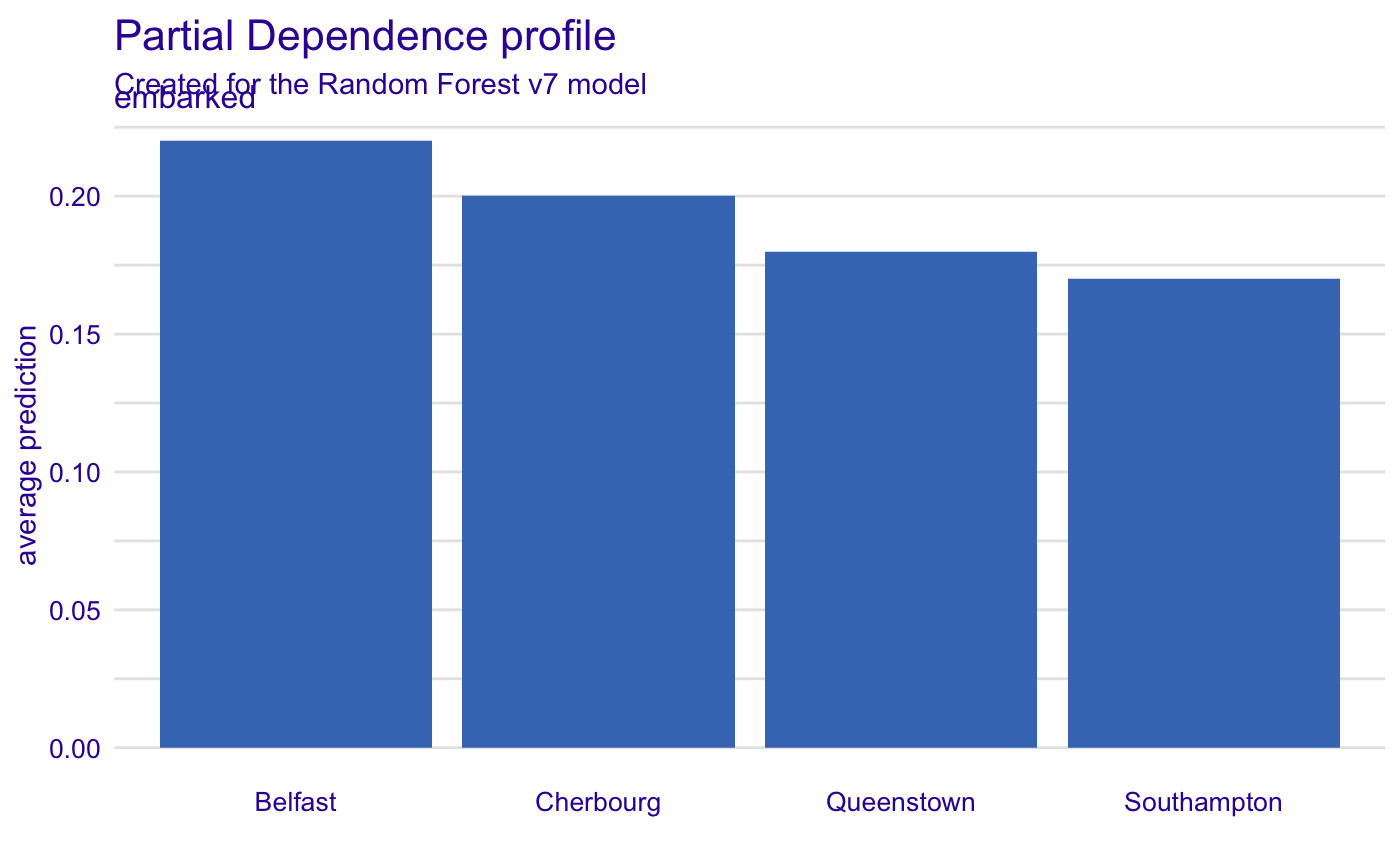 Partial Dependence profile
Created for the Random Forest v7 model
embarked
average prediction
0.20
0.15
0.10
0.05
0.00
Belfast
Cherbourg
Queenstown
Southampton